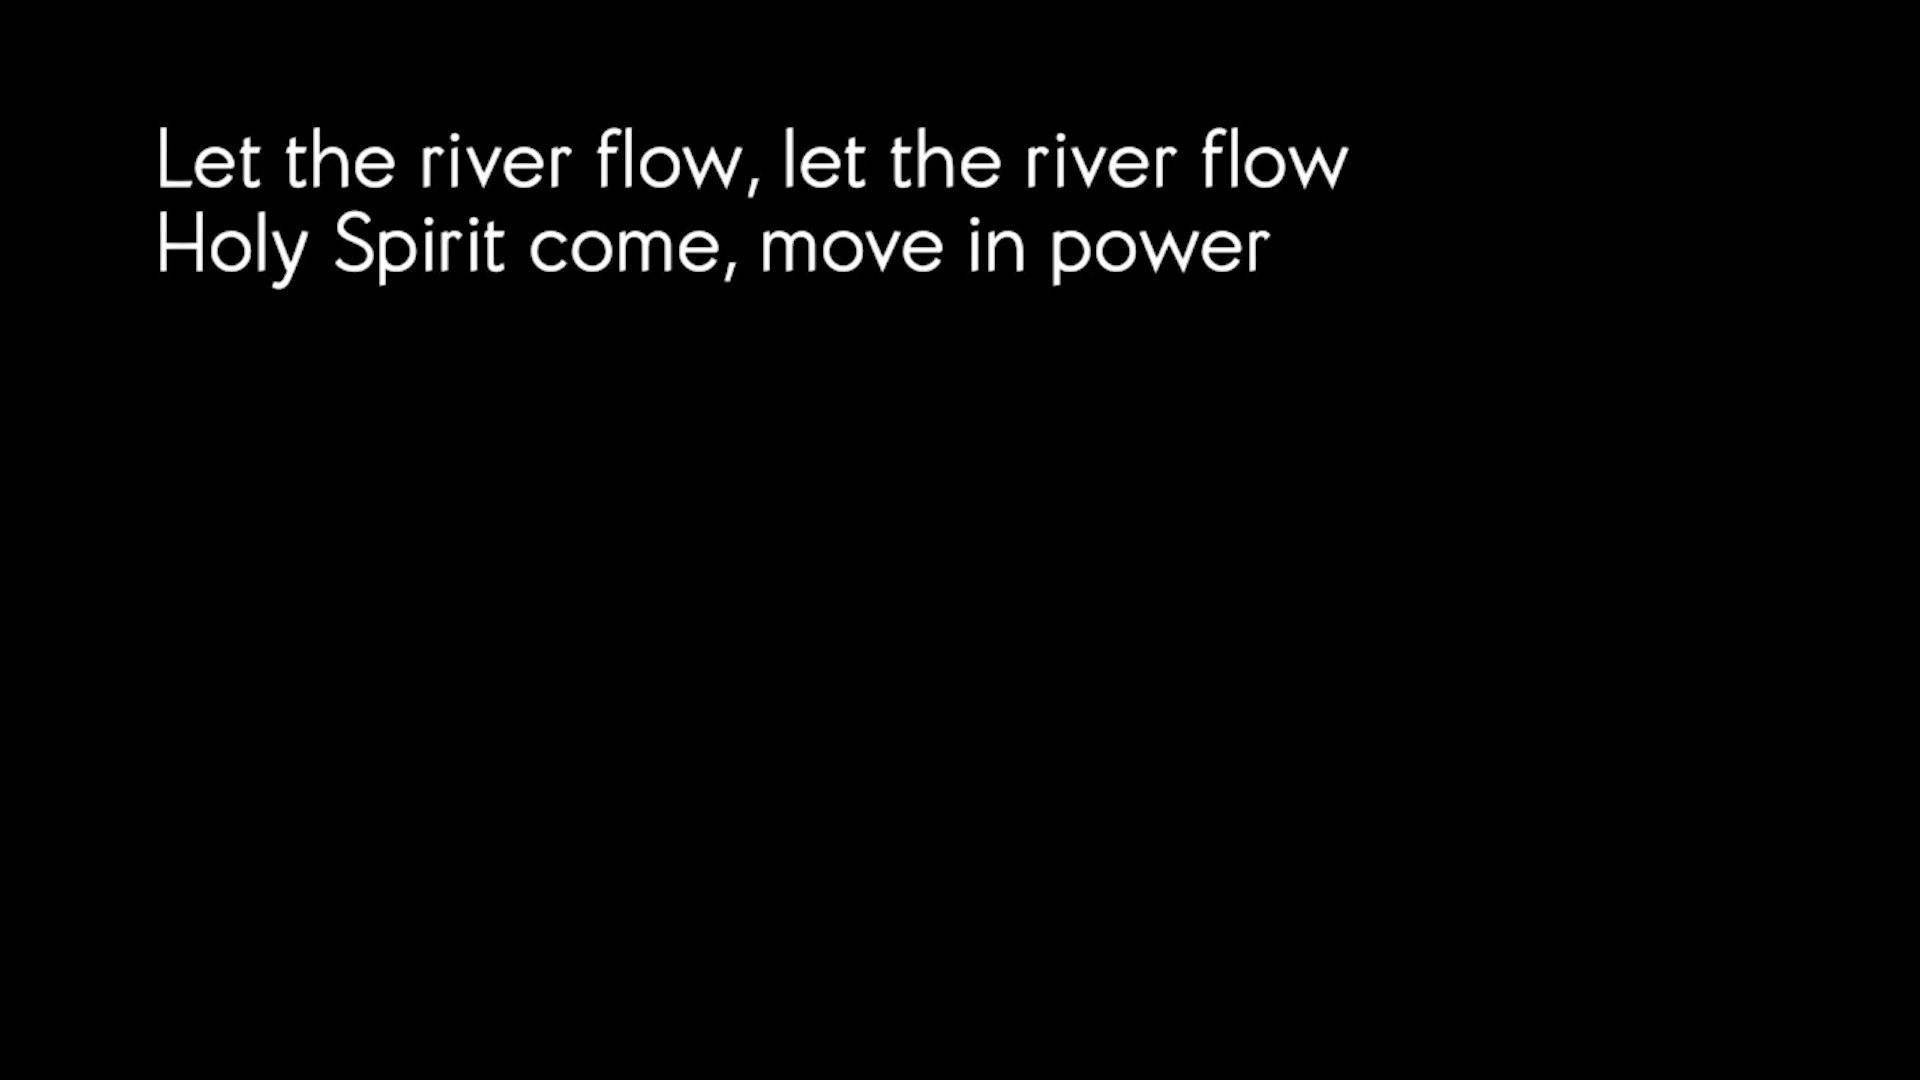 Let the river flow, let the river flow
Holy Spirit come, move in power